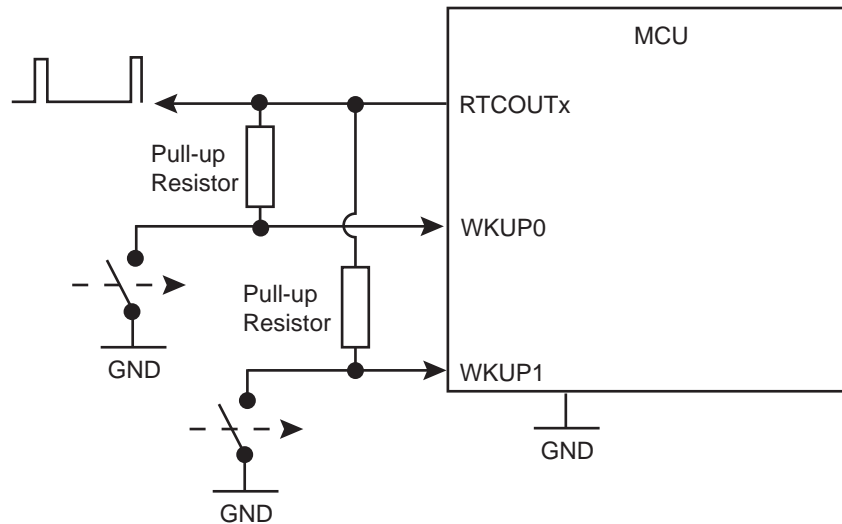 MCU
RTCOUTx
Pull-up
Resistor
WKUP0
Pull-up
Resistor
GND
WKUP1
GND
GND